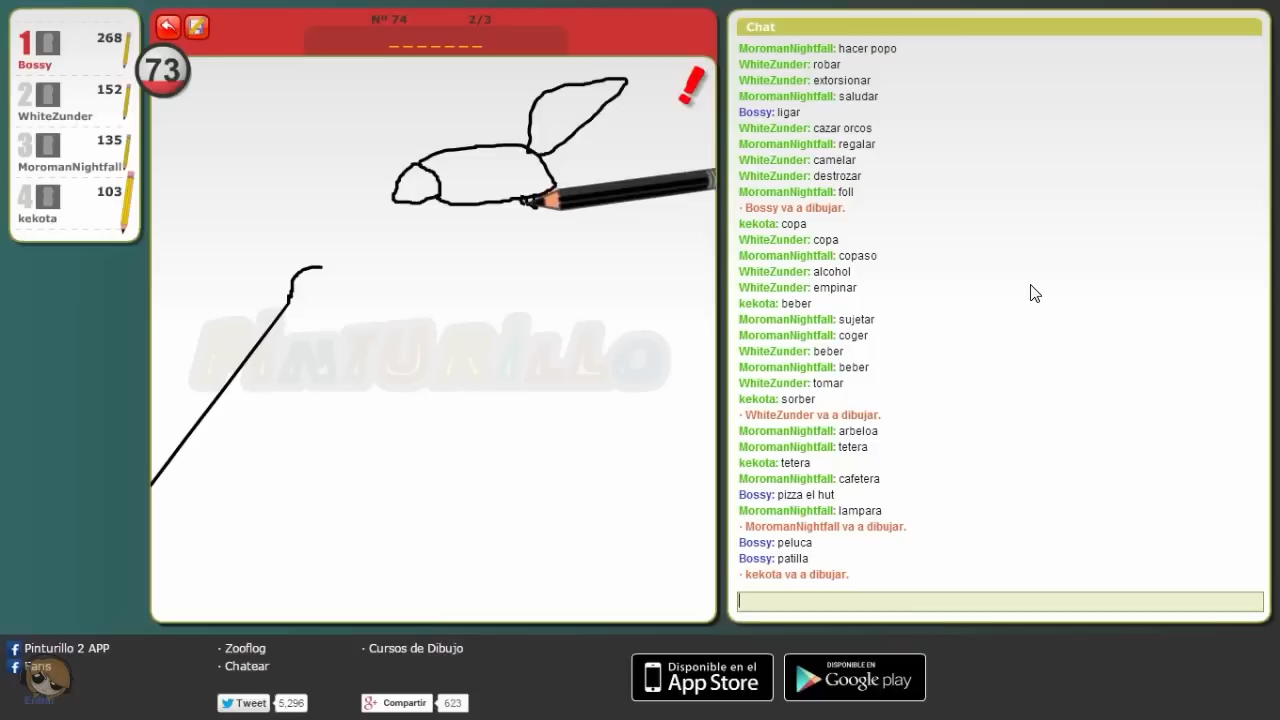 1 268
Bossy
2 152
WhiteZunder
3 135
MoromanNightfall
4 103
kekota
73
Nº 74 2/3
_ _ _ _ _ _ _
PINTURILLO
Chat
MoromanNightfall: hacer popo
WhiteZunder: robar
WhiteZunder: extorsionar
MoromanNightfall: saludar
Bossy: ligar
WhiteZunder: cazar orcos
MoromanNightfall: regalar
WhiteZunder: camelar
WhiteZunder: destrozar
MoromanNightfall: foll
· Bossy va a dibujar.
kekota: copa
WhiteZunder: copa
MoromanNightfall: copaso
WhiteZunder: alcohol
WhiteZunder: empinar
kekota: beber
MoromanNightfall: sujetar
MoromanNightfall: coger
WhiteZunder: beber
MoromanNightfall: beber
WhiteZunder: tomar
kekota: sorber
· WhiteZunder va a dibujar.
MoromanNightfall: arbeloa
MoromanNightfall: tetera
kekota: tetera
MoromanNightfall: cafetera
Bossy: pizza el hut
MoromanNightfall: lampara
· MoromanNightfall va a dibujar.
Bossy: peluca
Bossy: patilla
· kekota va a dibujar.
Pinturillo 2 APP
Fans
· Zooflog
· Chatear
· Cursos de Dibujo
Tweet 5,296
Compartir 623
Disponible en el
App Store
DISPONIBLE EN
Google play